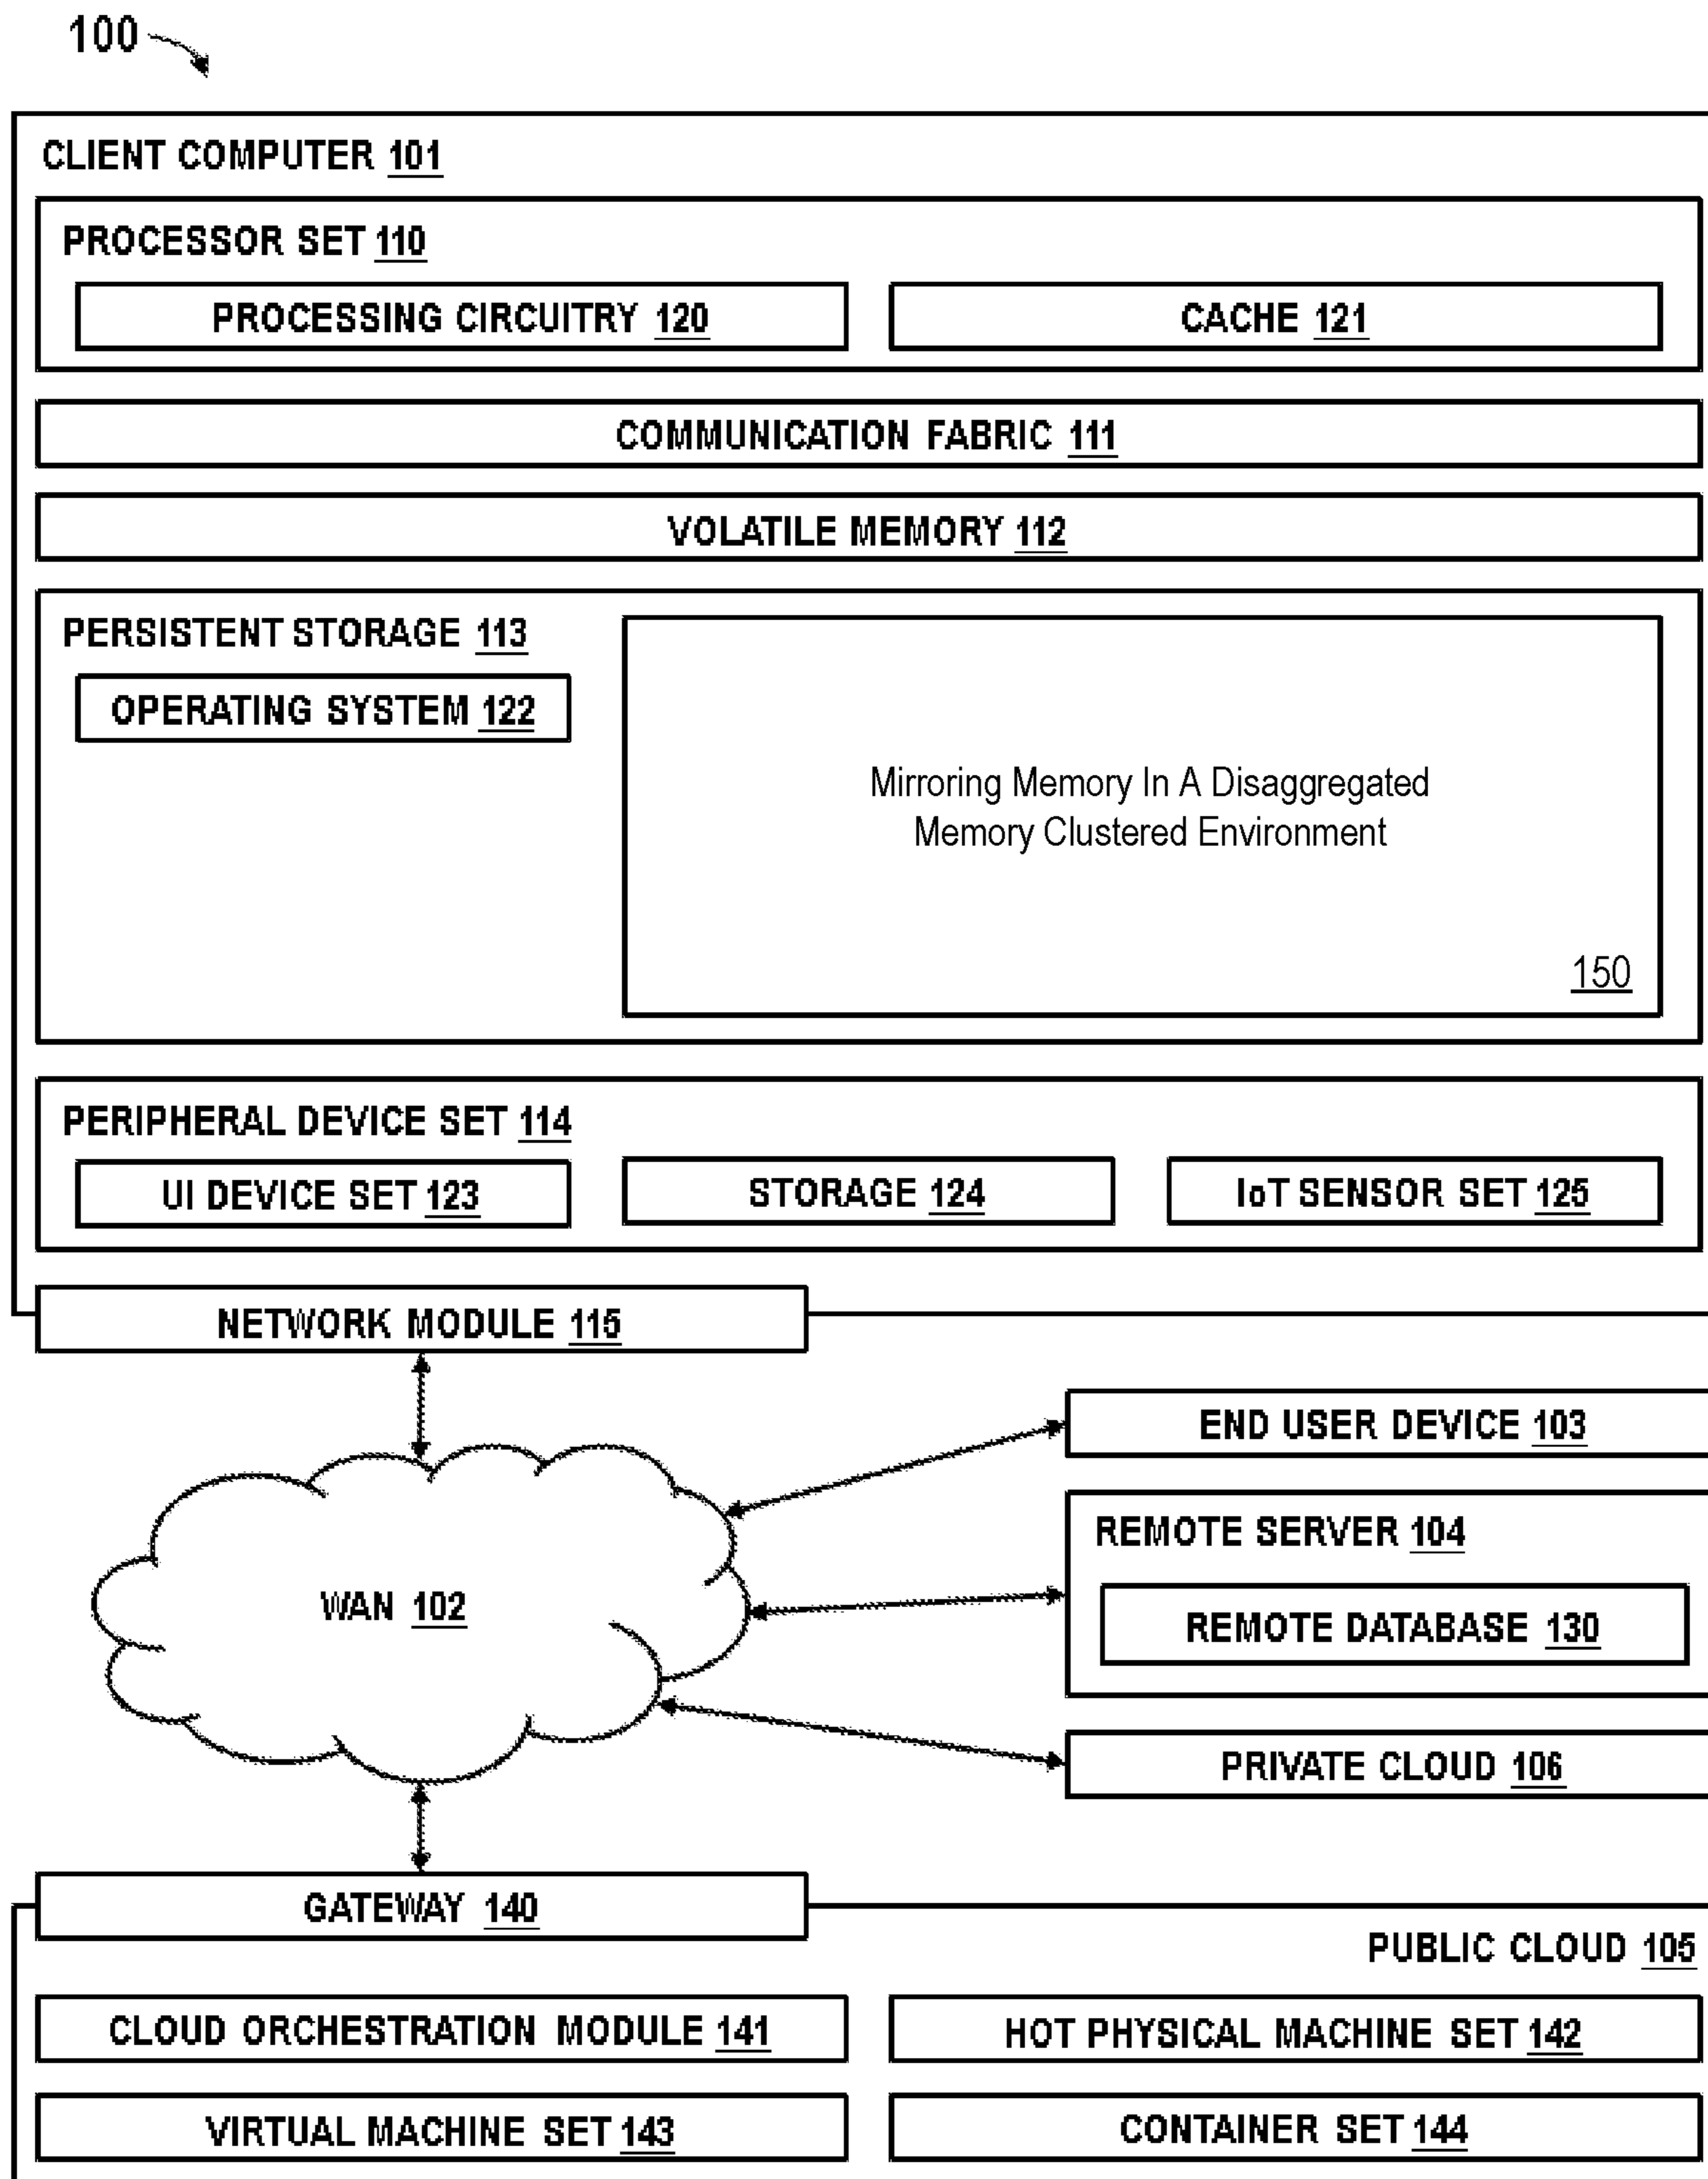 100
CLIENT COMPUTER 101
PROCESSOR SET 110
PROCESSING CIRCUITRY 120
CACHE 121
COMMUNICATION FABRIC 111
VOLATILE MEMORY 112
PERSISTENT STORAGE 113
OPERATING SYSTEM 122
Mirroring Memory In A Disaggregated
Memory Clustered Environment
150
PERIPHERAL DEVICE SET 114
UI DEVICE SET 123
STORAGE 124
IoT SENSOR SET 125
NETWORK MODULE 115
END USER DEVICE 103
REMOTE SERVER 104
WAN 102
REMOTE DATABASE 130
PRIVATE CLOUD 106
GATEWAY 140
PUBLIC CLOUD 105
CLOUD ORCHESTRATION MODULE 141
HOT PHYSICAL MACHINE SET 142
VIRTUAL MACHINE SET 143
CONTAINER SET 144